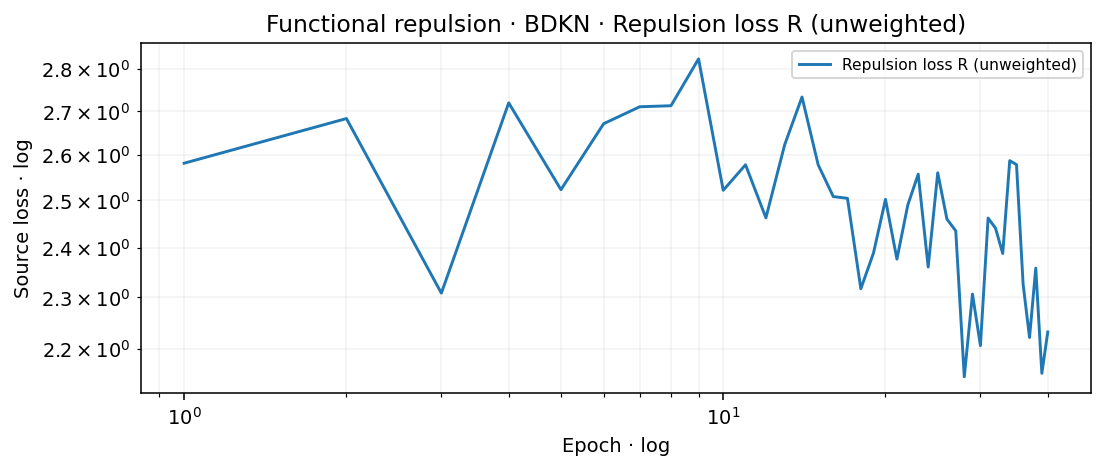 Functional repulsion · BDKN · Repulsion loss R (unweighted)
Repulsion loss R (unweighted)
Source loss · log
2.8 × 10⁰
2.7 × 10⁰
2.6 × 10⁰
2.5 × 10⁰
2.4 × 10⁰
2.3 × 10⁰
2.2 × 10⁰
10⁰ 10¹
Epoch · log